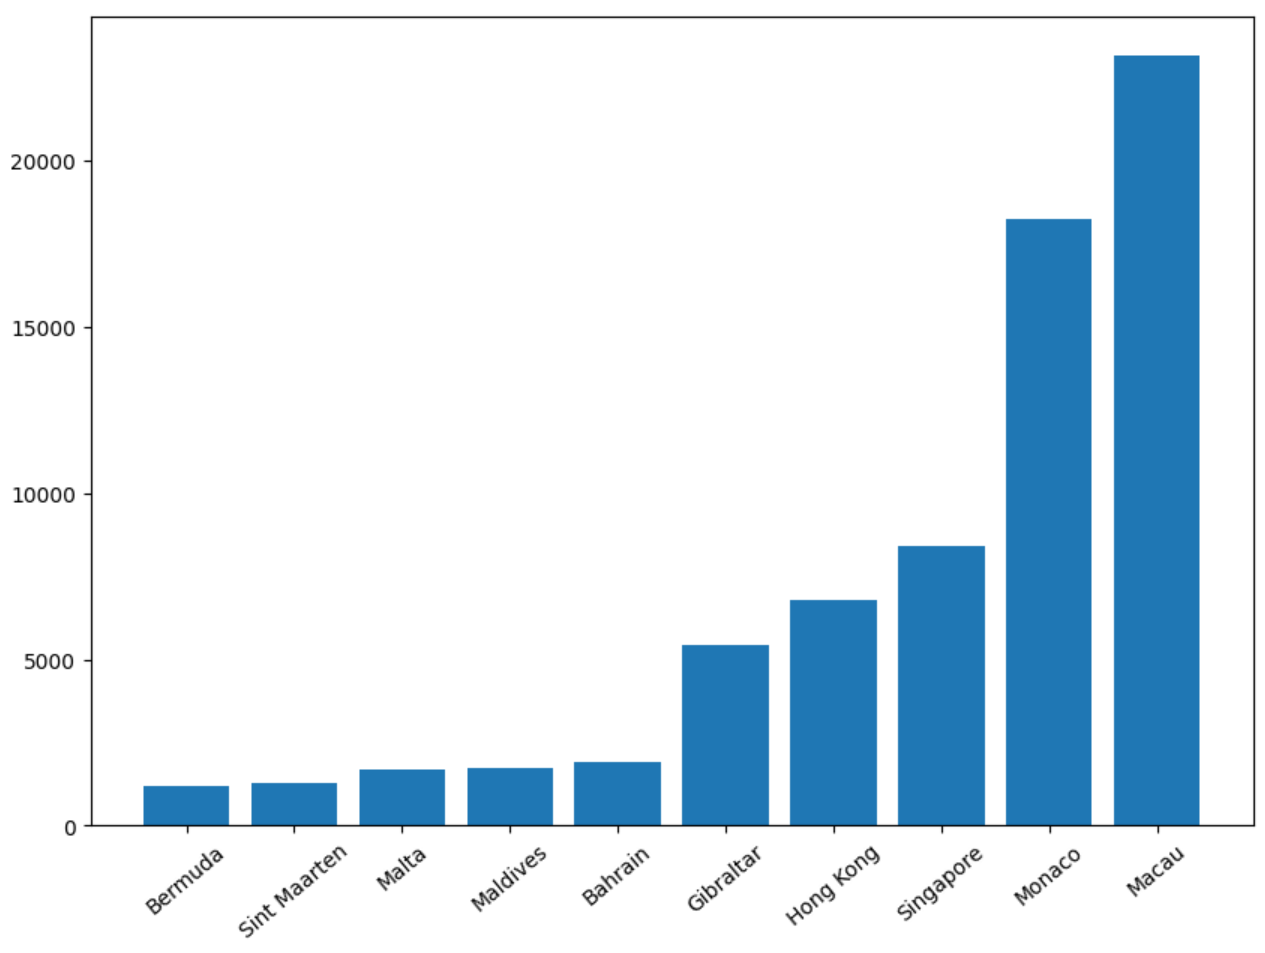 20000
15000
10000
5000
0
Bermuda
Sint Maarten
Malta
Maldives
Bahrain
Gibraltar
Hong Kong
Singapore
Monaco
Macau